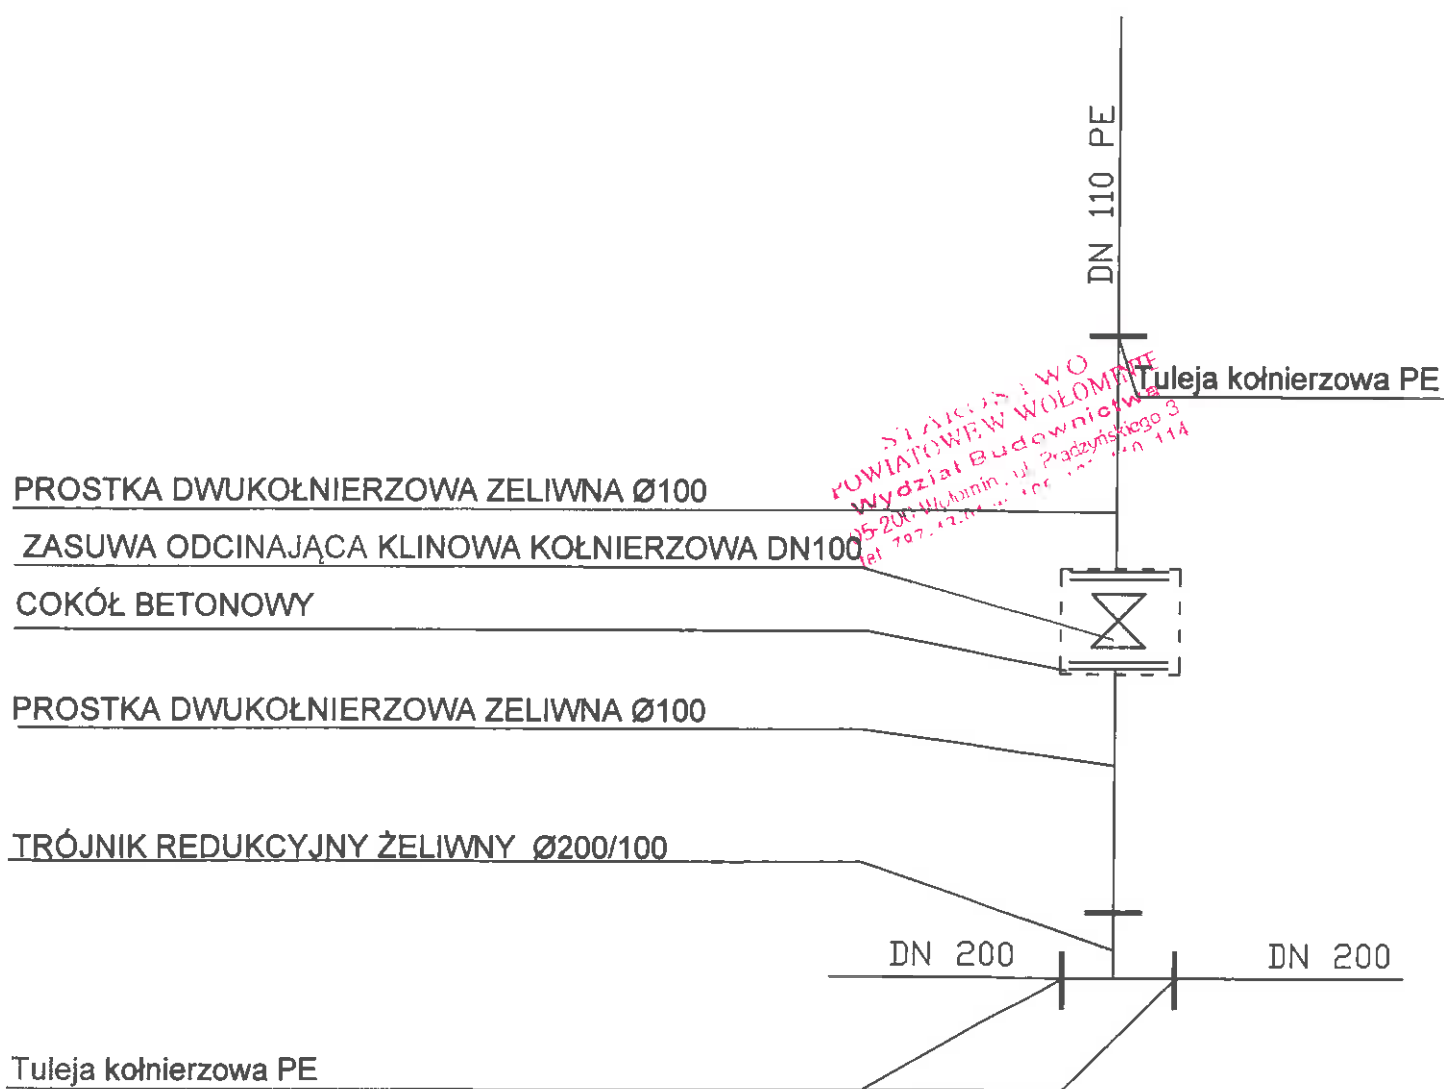 DN 110 PE
Tuleja kołnierzowa PE
STAROSTWO
POWIATOWE W WOŁOMINIE
Wydział Budownictwa
05-200 Wołomin, ul. Prądzyńskiego 3
PROSTKA DWUKOŁNIERZOWA ZELIWNA Ø100
ZASUWA ODCINAJĄCA KLINOWA KOŁNIERZOWA DN100
COKÓŁ BETONOWY
PROSTKA DWUKOŁNIERZOWA ZELIWNA Ø100
TRÓJNIK REDUKCYJNY ŻELIWNY Ø200/100
DN 200
DN 200
Tuleja kołnierzowa PE